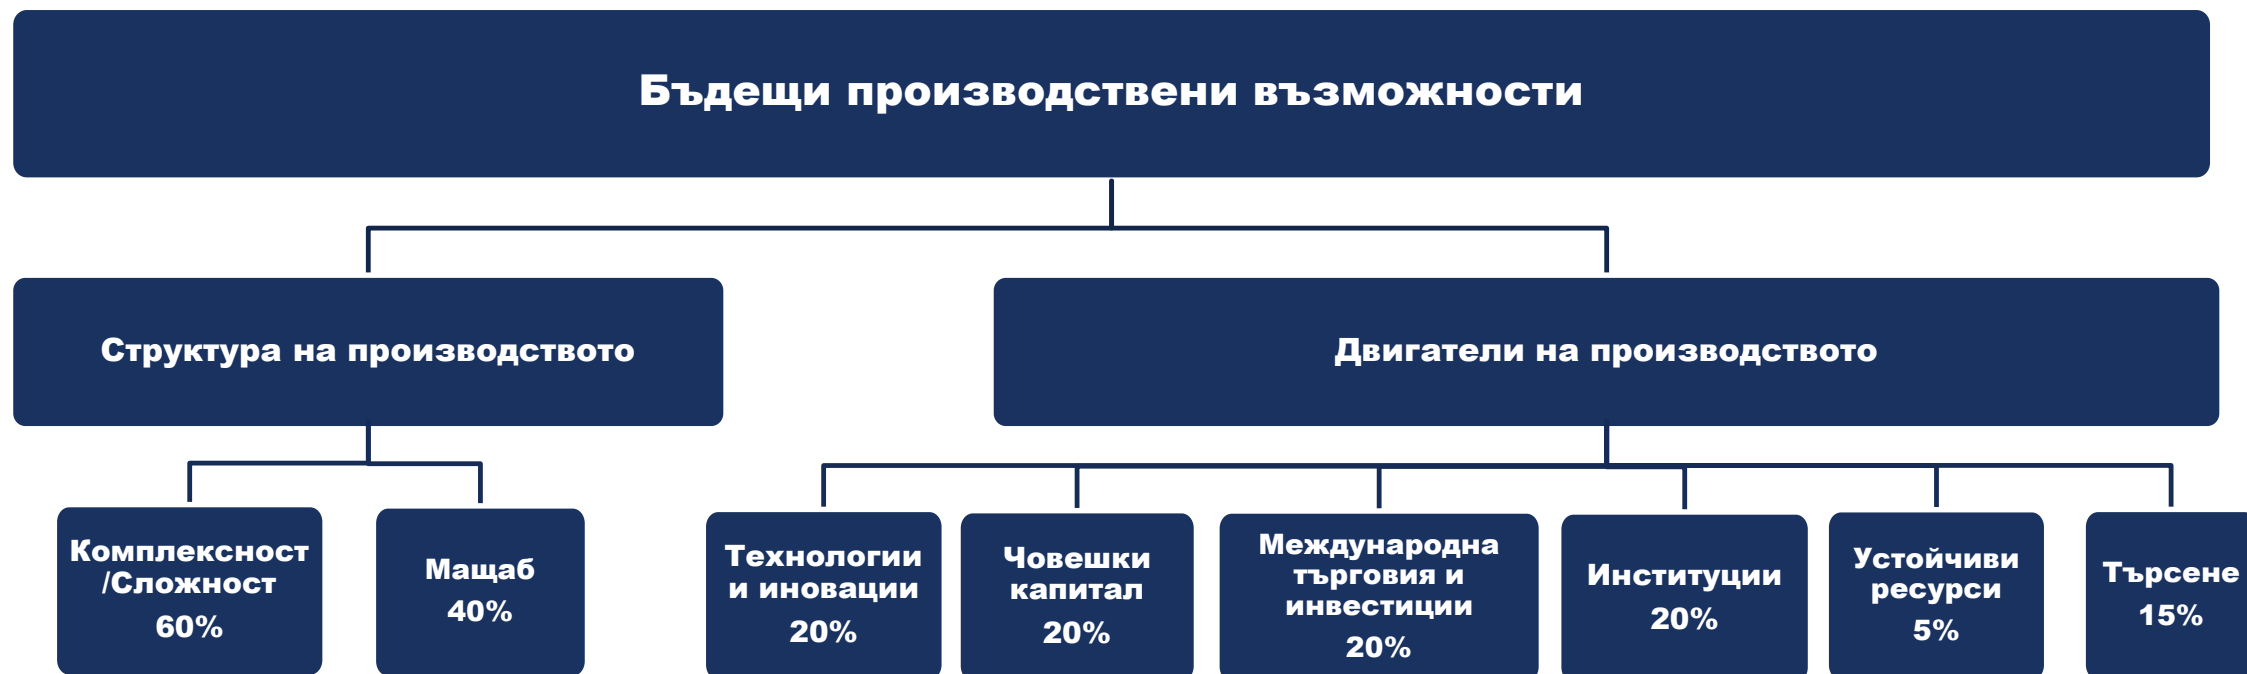 Бъдещи производствени възможности
Структура на производството
Двигатели на производството
Комплексност
/Сложност
60%
Мащаб
40%
Технологии
и иновации
20%
Човешки
капитал
20%
Международна
търговия и
инвестиции
20%
Институции
20%
Устойчиви
ресурси
5%
Търсене
15%